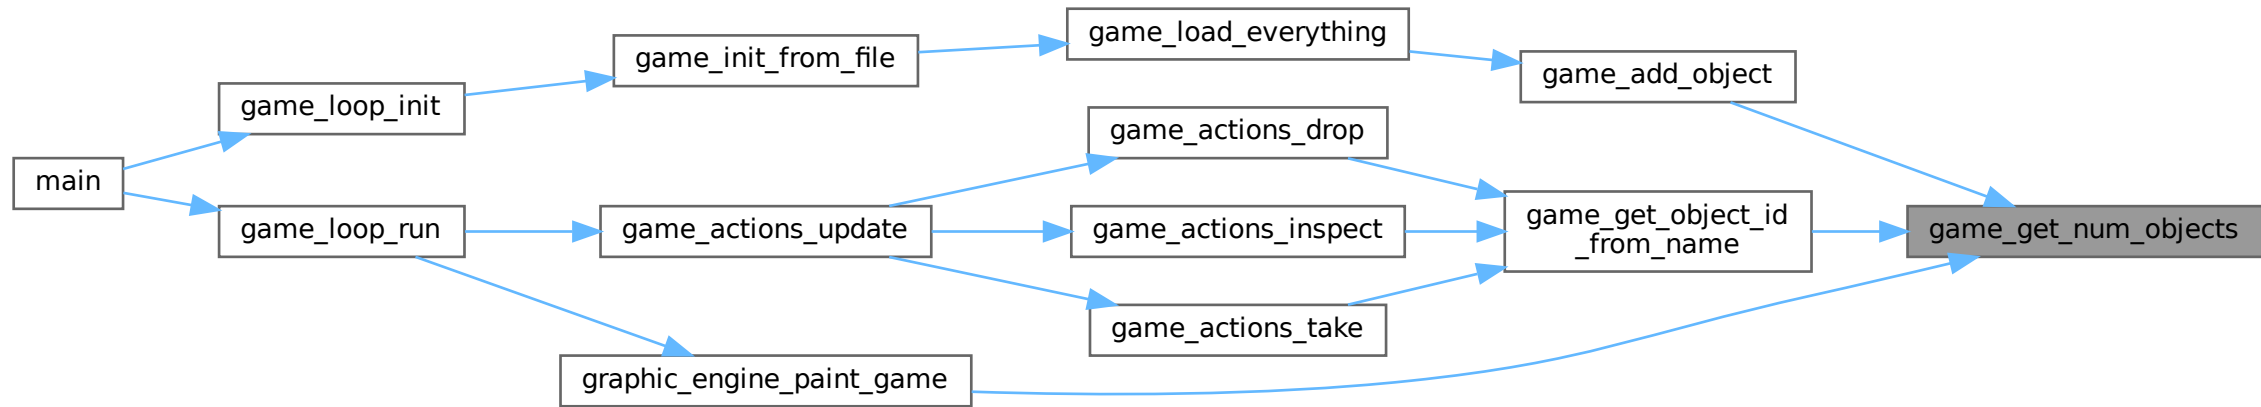 main
game_loop_init
game_loop_run
game_init_from_file
game_actions_update
graphic_engine_paint_game
game_load_everything
game_actions_drop
game_actions_inspect
game_actions_take
game_add_object
game_get_object_id
_from_name
game_get_num_objects